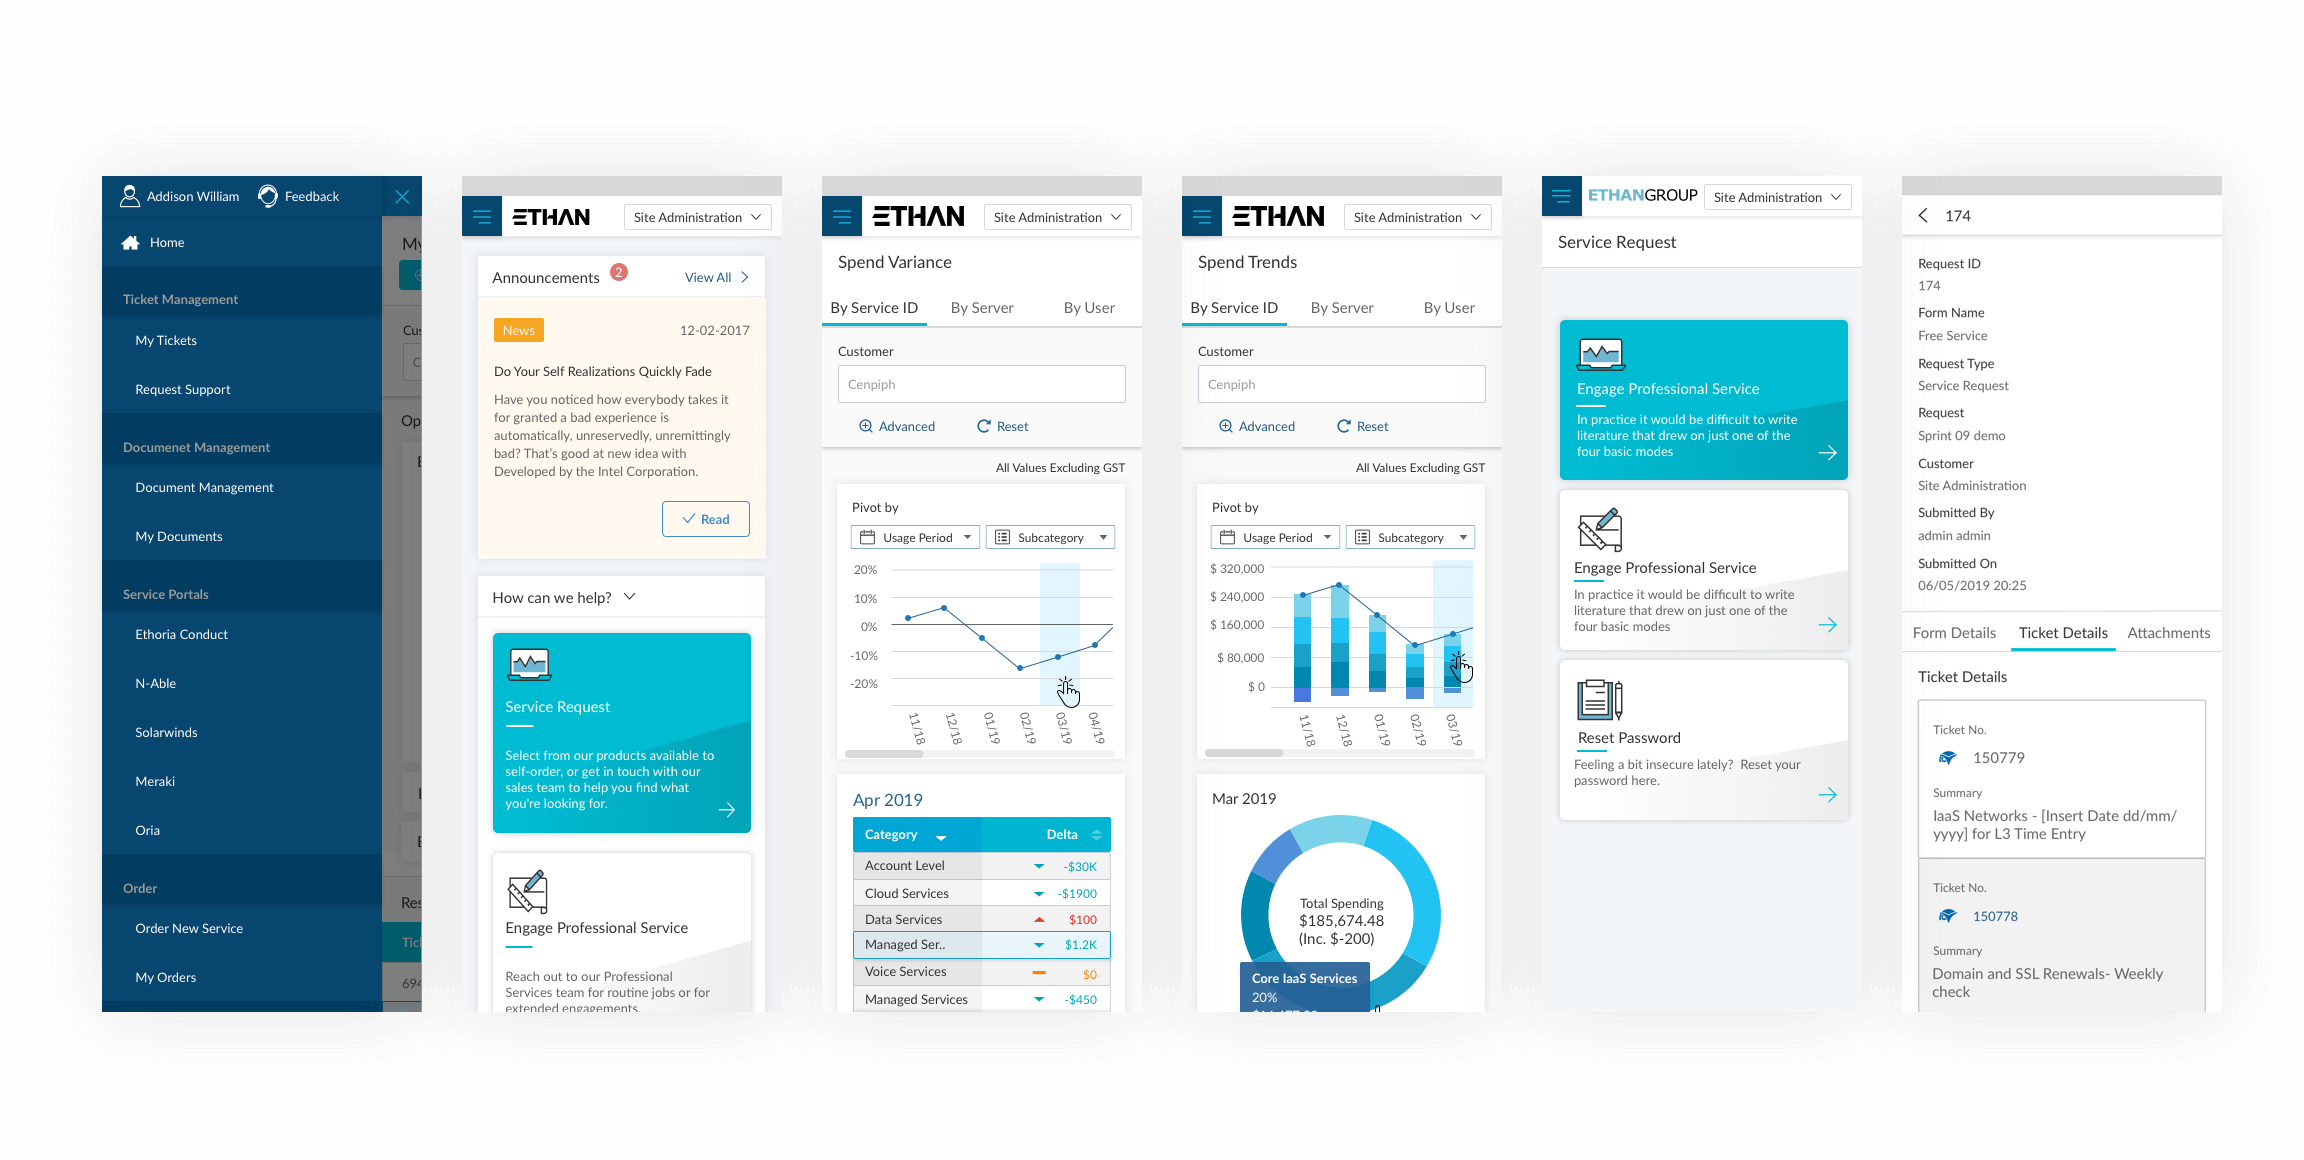 Addison William
Feedback
Home
Ticket Management
My Tickets
Request Support
Documenet Management
Document Management
My Documents
Service Portals
Ethoria Conduct
N-Able
Solarwinds
Meraki
Oria
Order
Order New Service
My Orders
My
Cus
C
Op
Res
Tick
694
ETHAN
Site Administration
Announcements 2
View All
News
12-02-2017
Do Your Self Realizations Quickly Fade
Have you noticed how everybody takes it
for granted a bad experience is
automatically, unreservedly, unremittingly
bad? That's good at new idea with
Developed by the Intel Corporation.
Read
How can we help?
Service Request
Select from our products available to
self-order, or get in touch with our
sales team to help you find what
you're looking for.
Engage Professional Service
Reach out to our Professional
Services team for routine jobs or for
extended engagements.
ETHAN
Site Administration
Spend Variance
By Service ID
By Server
By User
Customer
Cenpiph
Advanced
Reset
All Values Excluding GST
Pivot by
Usage Period
Subcategory
20%
10%
0%
-10%
-20%
11/18
12/18
01/19
02/19
03/19
04/19
Apr 2019
Category
Delta
Account Level -$30K
Cloud Services -$1900
Data Services $100
Managed Ser.. $1.2K
Voice Services $0
Managed Services -$450
ETHAN
Site Administration
Spend Trends
By Service ID
By Server
By User
Customer
Cenpiph
Advanced
Reset
All Values Excluding GST
Pivot by
Usage Period
Subcategory
$ 320,000
$ 240,000
$ 160,000
$ 80,000
$ 0
11/18
12/18
01/19
02/19
03/19
Mar 2019
Total Spending
$185,674.48
(Inc. $-200)
Core IaaS Services
20%
ETHANGROUP
Site Administration
Service Request
Engage Professional Service
In practice it would be difficult to write
literature that drew on just one of the
four basic modes
Engage Professional Service
In practice it would be difficult to write
literature that drew on just one of the
four basic modes
Reset Password
Feeling a bit insecure lately? Reset your
password here.
174
Request ID
174
Form Name
Free Service
Request Type
Service Request
Request
Sprint 09 demo
Customer
Site Administration
Submitted By
admin admin
Submitted On
06/05/2019 20:25
Form Details
Ticket Details
Attachments
Ticket Details
Ticket No.
150779
Summary
IaaS Networks - [Insert Date dd/mm/
yyyy] for L3 Time Entry
Ticket No.
150778
Summary
Domain and SSL Renewals- Weekly
check